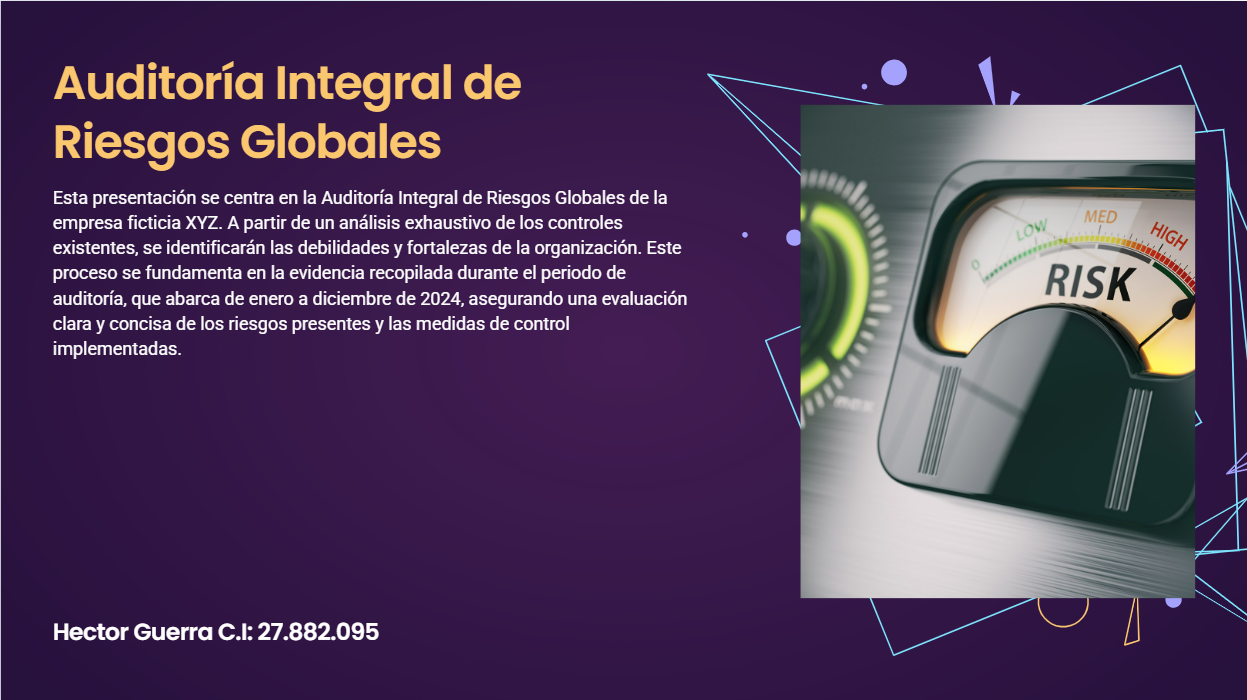 Auditoría Integral de
Riesgos Globales
Esta presentación se centra en la Auditoría Integral de Riesgos Globales de la
empresa ficticia XYZ. A partir de un análisis exhaustivo de los controles
existentes, se identificarán las debilidades y fortalezas de la organización. Este
proceso se fundamenta en la evidencia recopilada durante el periodo de
auditoría, que abarca de enero a diciembre de 2024, asegurando una evaluación
clara y concisa de los riesgos presentes y las medidas de control
implementadas.
0 LOW MED HIGH
RISK
max
Hector Guerra C.I: 27.882.095